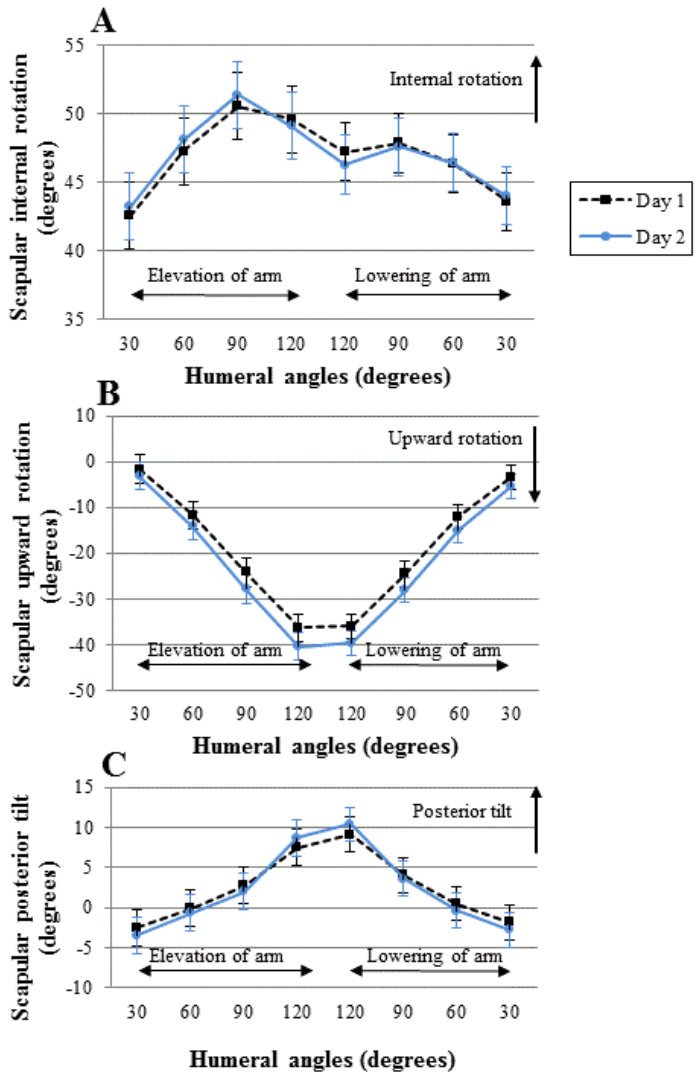 A
55
50
45
40
35
Scapular internal rotation
(degrees)
Internal rotation
Elevation of arm
Lowering of arm
30 60 90 120 120 90 60 30
Humeral angles (degrees)
Day 1
Day 2
B
10
0
-10
-20
-30
-40
-50
Scapular upward rotation
(degrees)
Upward rotation
Elevation of arm
Lowering of arm
30 60 90 120 120 90 60 30
Humeral angles (degrees)
C
15
10
5
0
-5
-10
Scapular posterior tilt
(degrees)
Posterior tilt
Elevation of arm
Lowering of arm
30 60 90 120 120 90 60 30
Humeral angles (degrees)